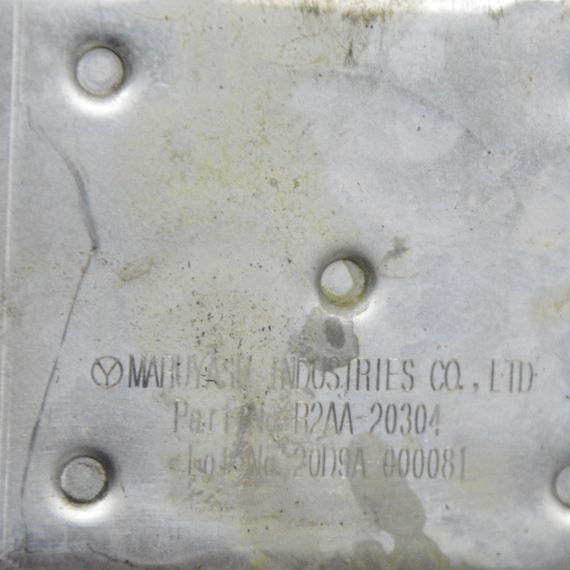 MARUYASU INDUSTRIES CO., LTD
Part No. R2AA-20304
Lot No. 20D9A 000081